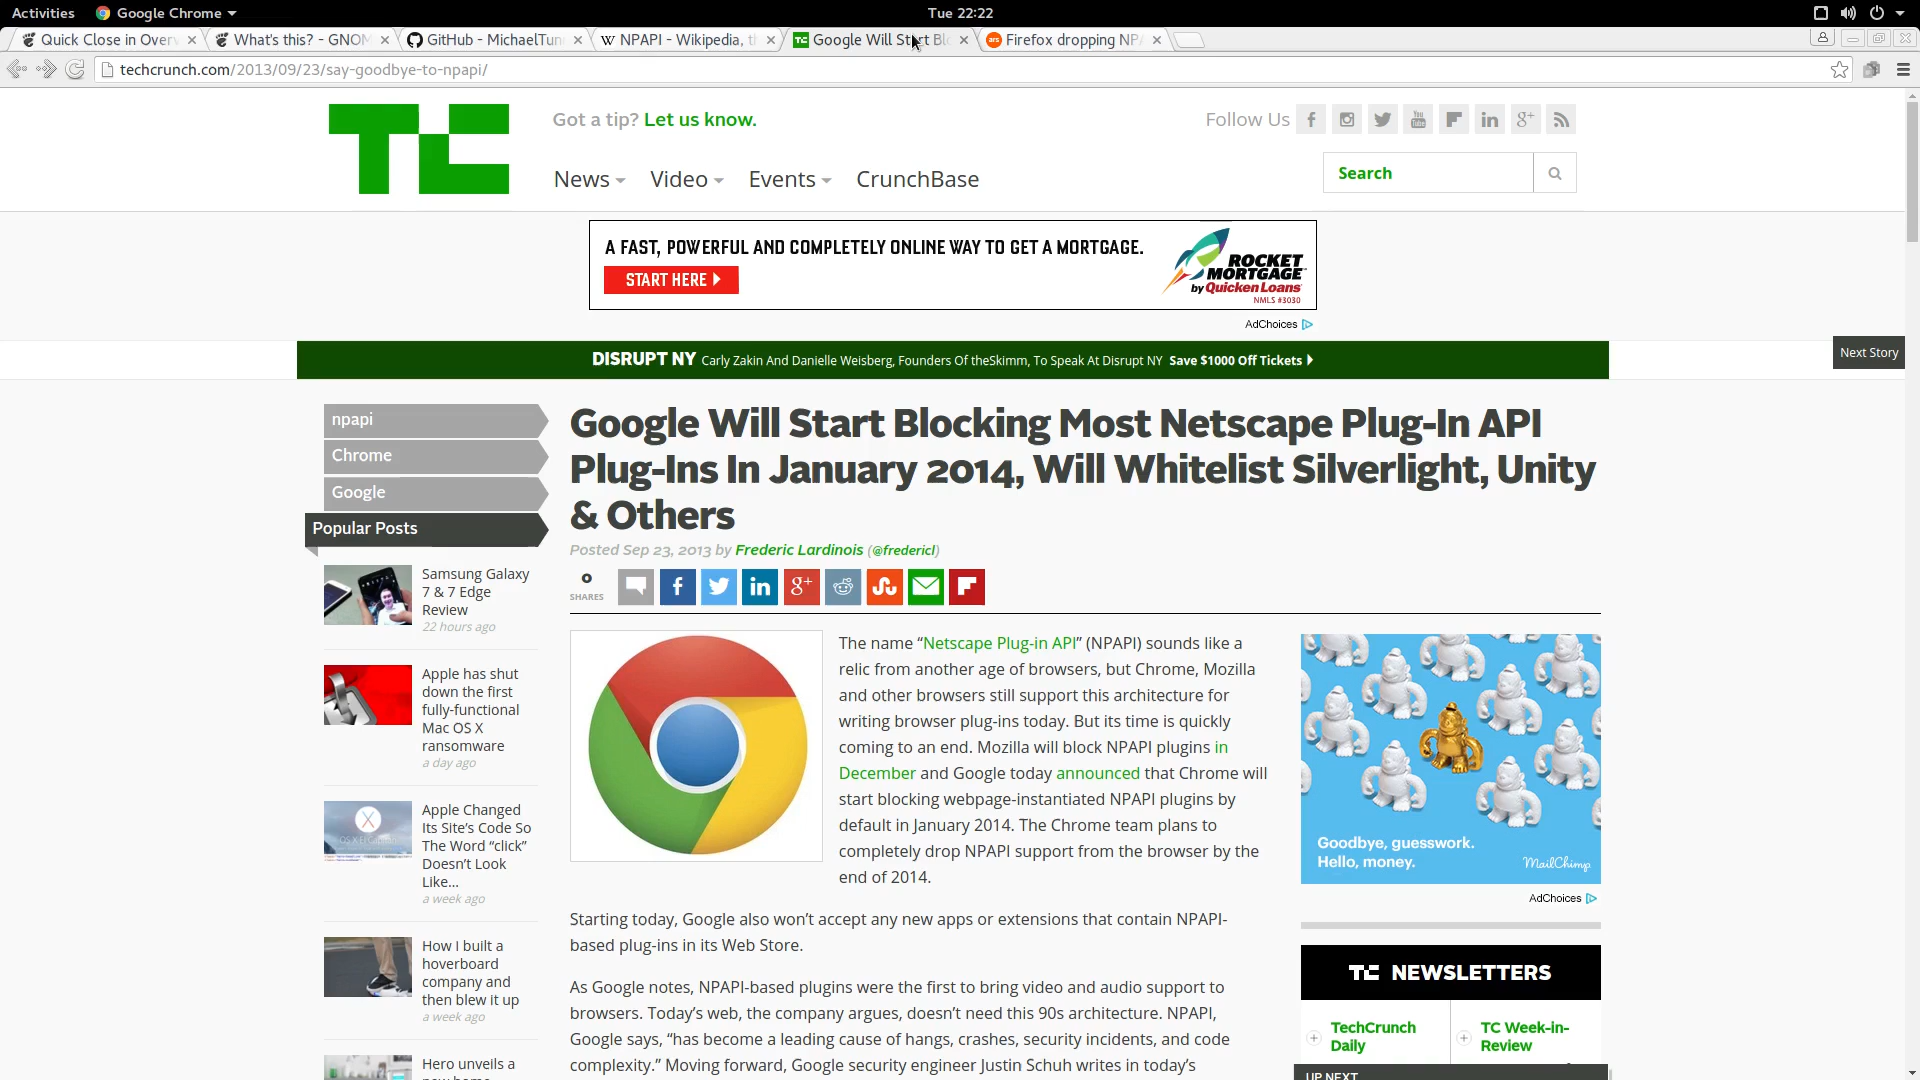 Activities Google Chrome Tue 22:22
Quick Close in Over What's this? - GNO GitHub - MichaelTun NPAPI - Wikipedia, t Google Will Start Bl Firefox dropping NPA
techcrunch.com/2013/09/23/say-goodbye-to-npapi/
TC
Got a tip? Let us know.
Follow Us
News Video Events CrunchBase
Search
A FAST, POWERFUL AND COMPLETELY ONLINE WAY TO GET A MORTGAGE.
START HERE
ROCKET
MORTGAGE
by Quicken Loans
NMLS #3030
AdChoices
DISRUPT NY Carly Zakin And Danielle Weisberg, Founders Of theSkimm, To Speak At Disrupt NY Save $1000 Off Tickets
Next Story
npapi
Chrome
Google
Popular Posts
Samsung Galaxy
7 & 7 Edge
Review
22 hours ago
Apple has shut
down the first
fully-functional
Mac OS X
ransomware
a day ago
Apple Changed
Its Site's Code So
The Word “click”
Doesn't Look
Like...
a week ago
How I built a
hoverboard
company and
then blew it up
a week ago
Hero unveils a
Google Will Start Blocking Most Netscape Plug-In API
Plug-Ins In January 2014, Will Whitelist Silverlight, Unity
& Others
Posted Sep 23, 2013 by Frederic Lardinois (@fredericl)
0
SHARES
The name “Netscape Plug-in API” (NPAPI) sounds like a
relic from another age of browsers, but Chrome, Mozilla
and other browsers still support this architecture for
writing browser plug-ins today. But its time is quickly
coming to an end. Mozilla will block NPAPI plugins in
December and Google today announced that Chrome will
start blocking webpage-instantiated NPAPI plugins by
default in January 2014. The Chrome team plans to
completely drop NPAPI support from the browser by the
end of 2014.
Starting today, Google also won't accept any new apps or extensions that contain NPAPI-
based plug-ins in its Web Store.
As Google notes, NPAPI-based plugins were the first to bring video and audio support to
browsers. Today's web, the company argues, doesn't need this 90s architecture. NPAPI,
Google says, “has become a leading cause of hangs, crashes, security incidents, and code
complexity.” Moving forward, Google security engineer Justin Schuh writes in today's
Goodbye, guesswork.
Hello, money.
MailChimp
AdChoices
TC NEWSLETTERS
TechCrunch
Daily
TC Week-in-
Review
UP NEXT